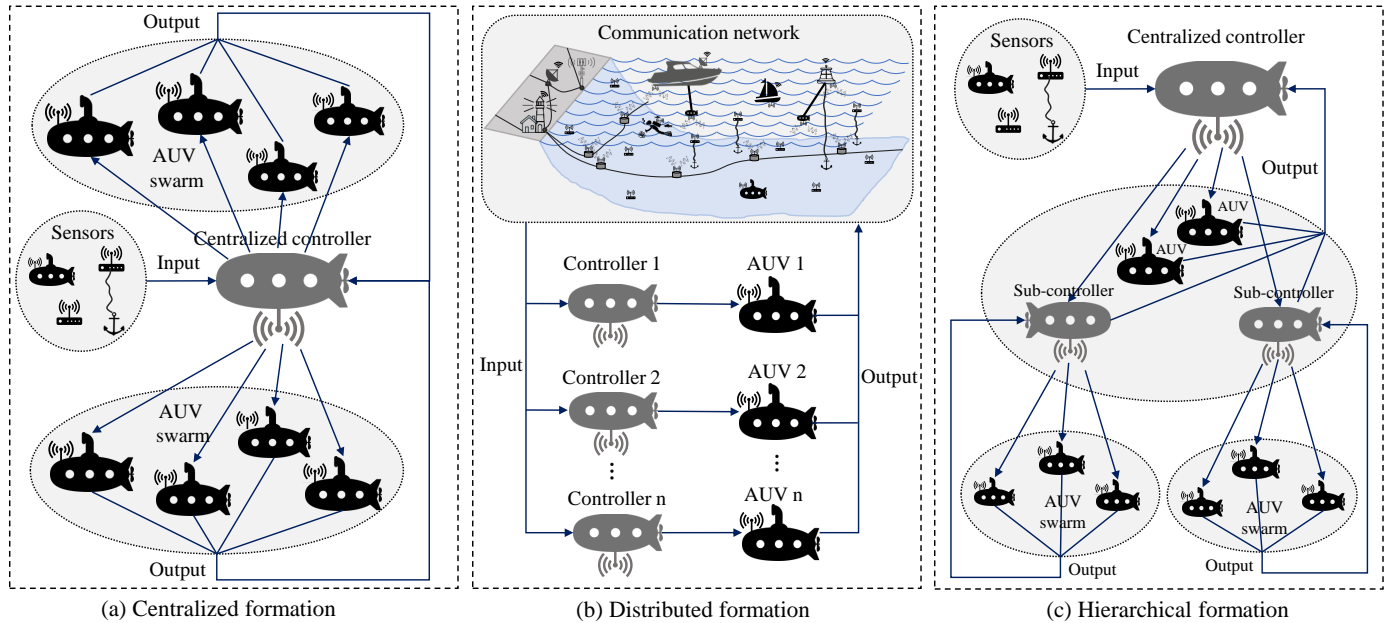 Output
AUV
swarm
Sensors
Centralized controller
Input
AUV
swarm
Output
(a) Centralized formation
Communication network
Controller 1
AUV 1
Input
Controller 2
AUV 2
Output
Controller n
AUV n
(b) Distributed formation
Sensors
Centralized controller
Input
Output
AUV
AUV
Sub-controller
Sub-controller
AUV
swarm
AUV
swarm
Output
Output
(c) Hierarchical formation